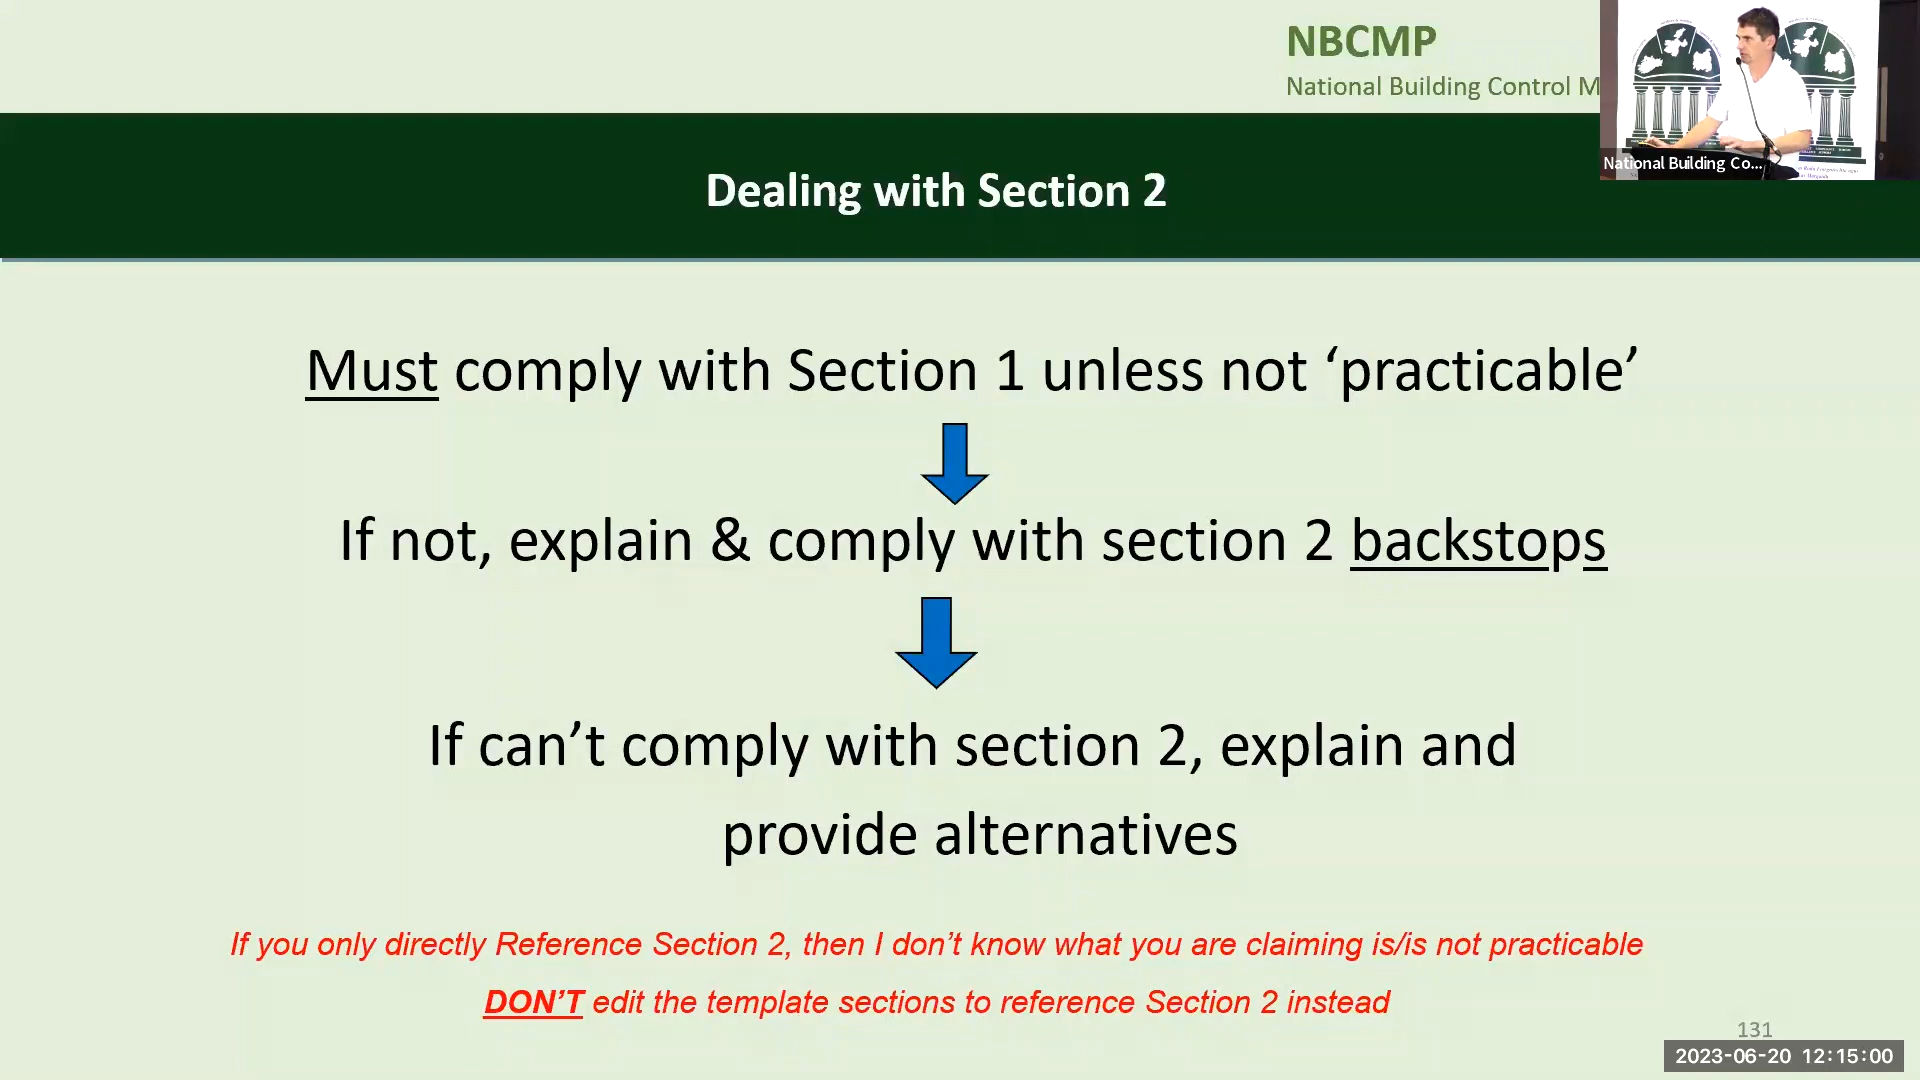 NBCMP
National Building Control M
National Building Co...
Dealing with Section 2
Must comply with Section 1 unless not ‘practicable’
If not, explain & comply with section 2 backstops
If can’t comply with section 2, explain and
provide alternatives
If you only directly Reference Section 2, then I don’t know what you are claiming is/is not practicable
DON’T edit the template sections to reference Section 2 instead
131
2023-06-20 12:15:00